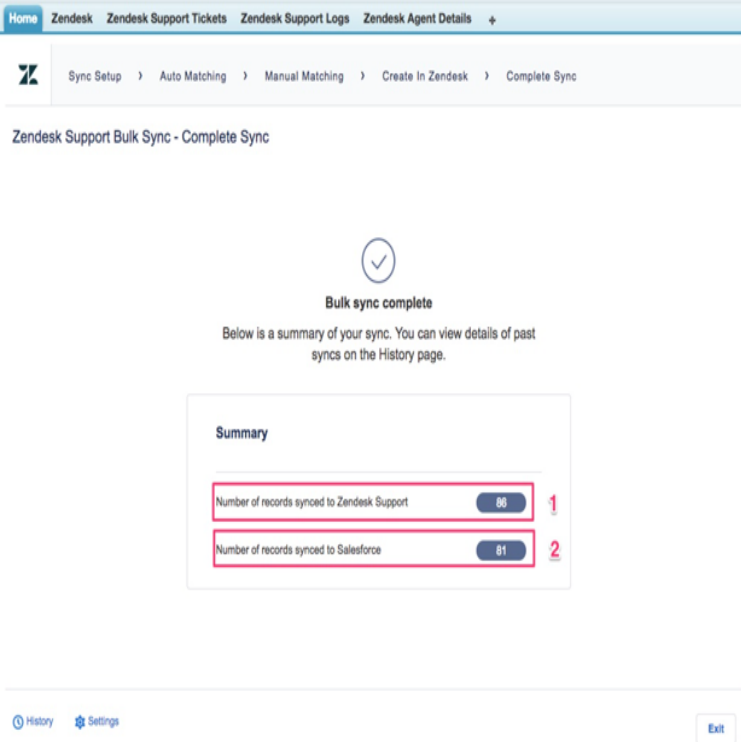 Home Zendesk Zendesk Support Tickets Zendesk Support Logs Zendesk Agent Details +
Sync Setup > Auto Matching > Manual Matching > Create In Zendesk > Complete Sync
Zendesk Support Bulk Sync - Complete Sync
Bulk sync complete
Below is a summary of your sync. You can view details of past
syncs on the History page.
Summary
Number of records synced to Zendesk Support 86 1
Number of records synced to Salesforce 81 2
History Settings Exit